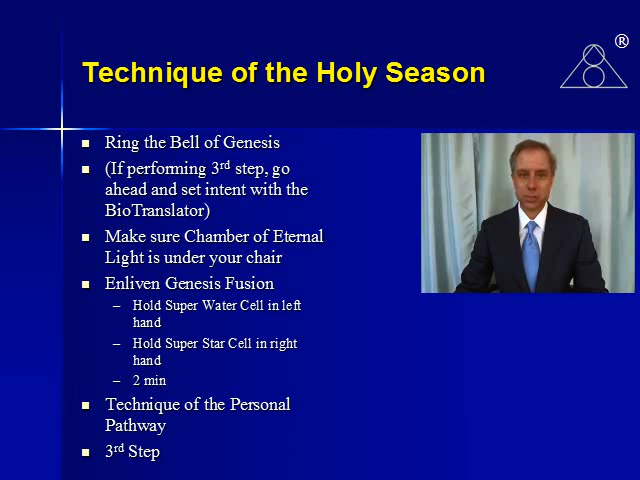 Technique of the Holy Season
®
Ring the Bell of Genesis
(If performing 3rd step, go
ahead and set intent with the
BioTranslator)
Make sure Chamber of Eternal
Light is under your chair
Enliven Genesis Fusion
– Hold Super Water Cell in left
hand
– Hold Super Star Cell in right
hand
– 2 min
Technique of the Personal
Pathway
3rd Step